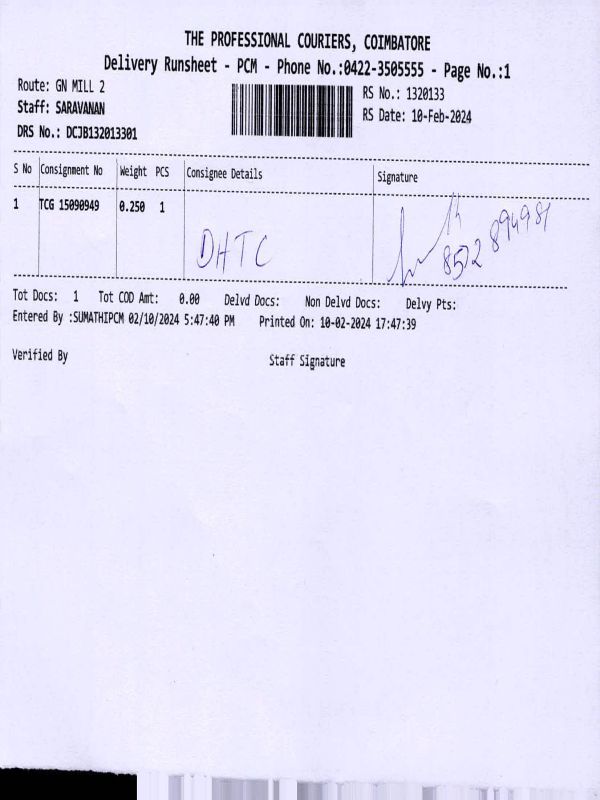 THE PROFESSIONAL COURIERS, COIMBATORE
Delivery Runsheet - PCM - Phone No.:0422-3505555 - Page No.:1
Route: GN MILL 2
RS No.: 1320133
Staff: SARAVANAN
RS Date: 10-Feb-2024
DRS No.: DCJB132013301
S No Consignment No Weight PCS Consignee Details Signature
1 TCG 15090949 0.250 1
DHTC
Tot Docs: 1 Tot COD Amt: 0.00 Delvd Docs: Non Delvd Docs: Delvy Pts:
Entered By :SUMATHIPCM 02/10/2024 5:47:40 PM Printed On: 10-02-2024 17:47:39
Verified By Staff Signature